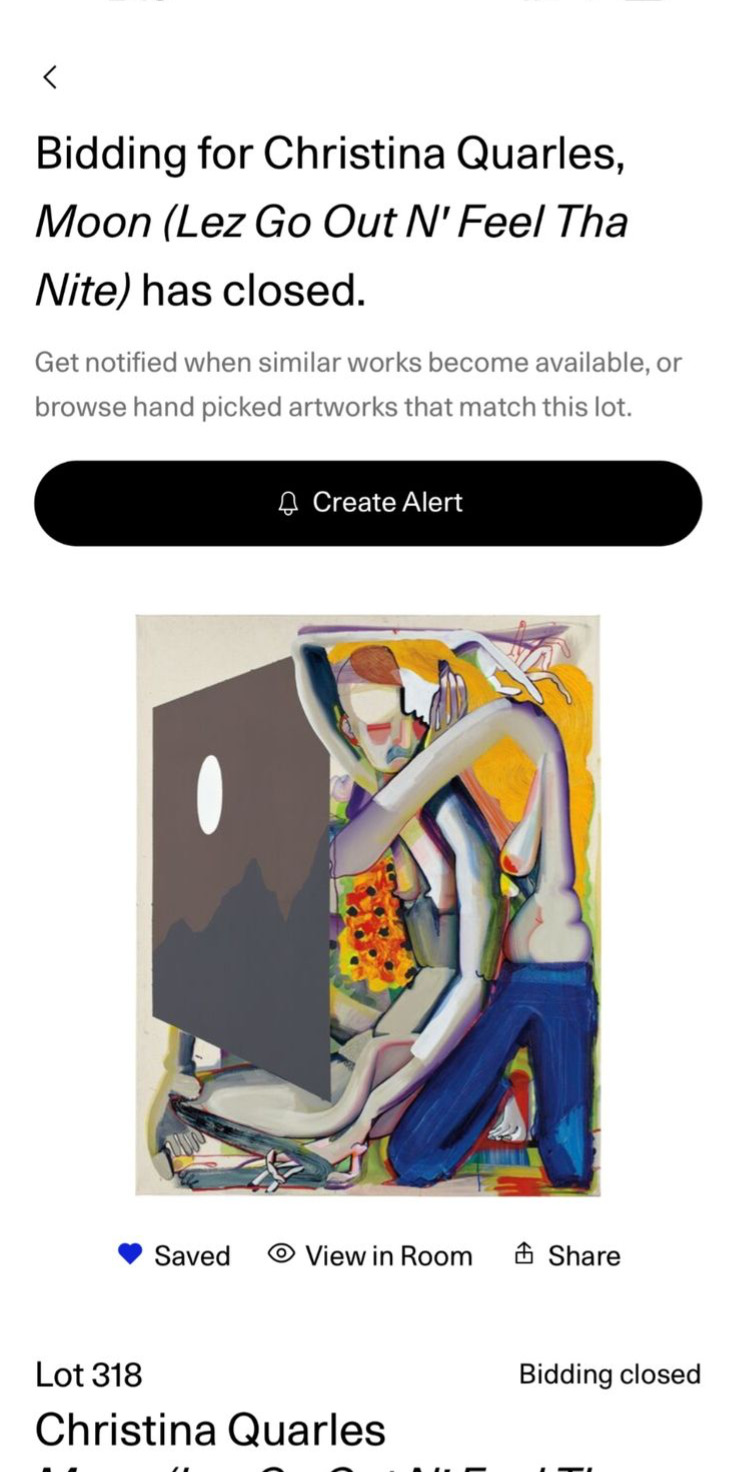 Bidding for Christina Quarles,
Moon (Lez Go Out N' Feel Tha
Nite) has closed.
Get notified when similar works become available, or
browse hand picked artworks that match this lot.
Create Alert
Saved View in Room Share
Lot 318 Bidding closed
Christina Quarles